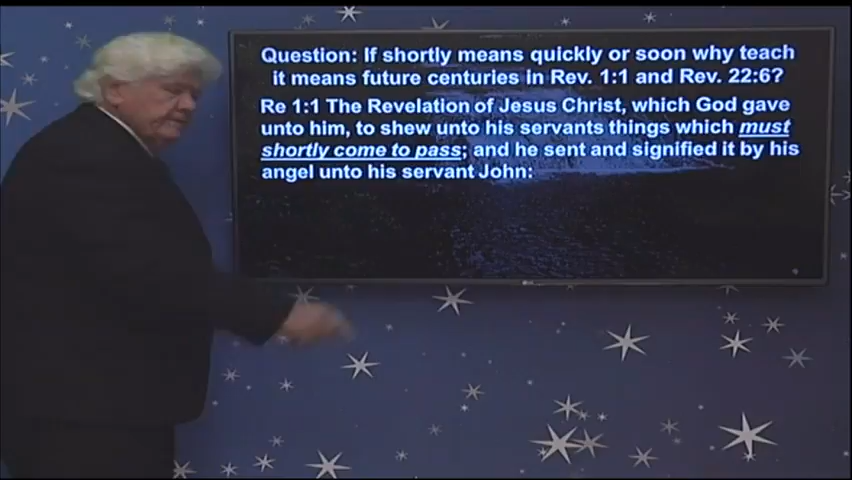 Question: If shortly means quickly or soon why teach
it means future centuries in Rev. 1:1 and Rev. 22:6?
Re 1:1 The Revelation of Jesus Christ, which God gave
unto him, to shew unto his servants things which must
shortly come to pass; and he sent and signified it by his
angel unto his servant John:
LG